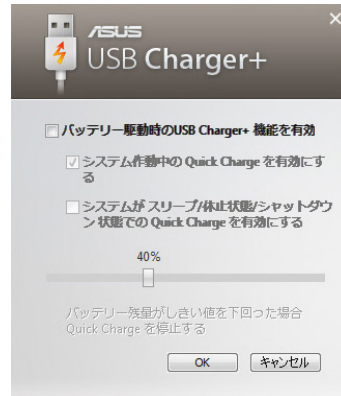 ASUS
USB Charger+
バッテリー駆動時のUSB Charger+ 機能を有効
システム作動中の Quick Charge を有効にす
る
システムが スリープ/休止状態/シャットダウ
ン 状態での Quick Charge を有効にする
40%
バッテリー残量がしきい値を下回った場合
Quick Charge を停止する
OK キャンセル